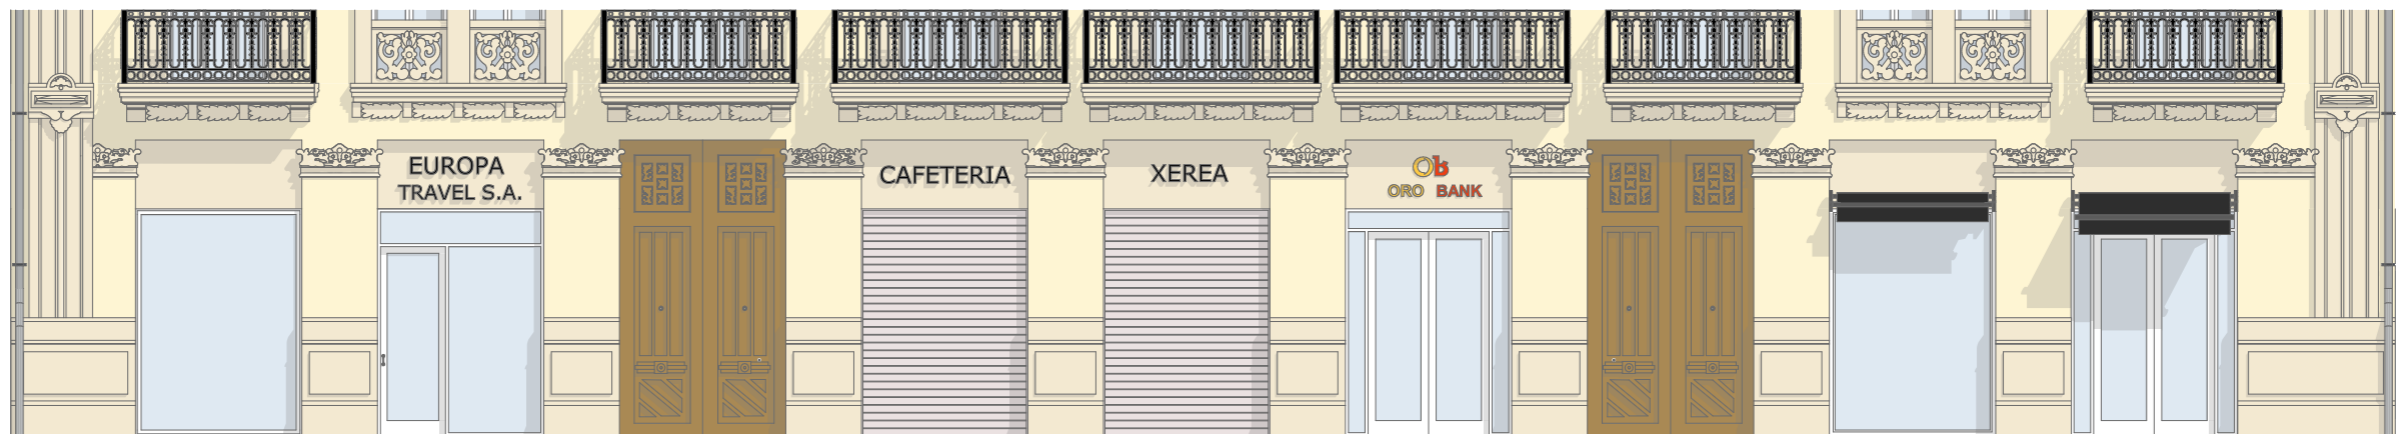 EUROPA
TRAVEL S.A.
CAFETERIA
XEREA
Ob
ORO BANK